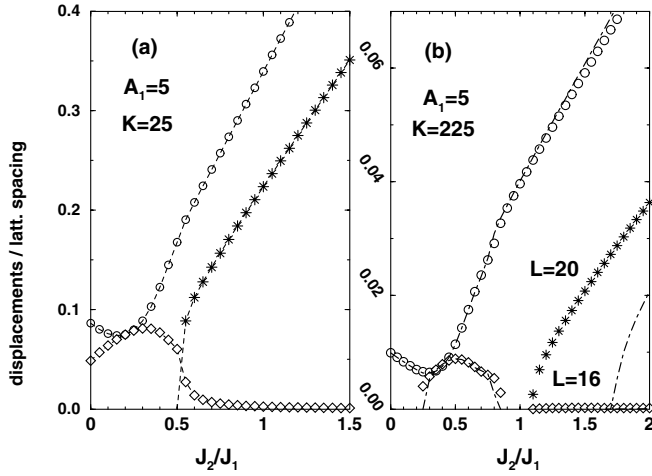 (a)
A₁=5
K=25
displacements / latt. spacing
0.4
0.3
0.2
0.1
0.0
0
0.5
1
1.5
J₂/J₁
(b)
A₁=5
K=225
L=20
L=16
0.06
0.04
0.02
0.00
0
0.5
1
1.5
2
J₂/J₁